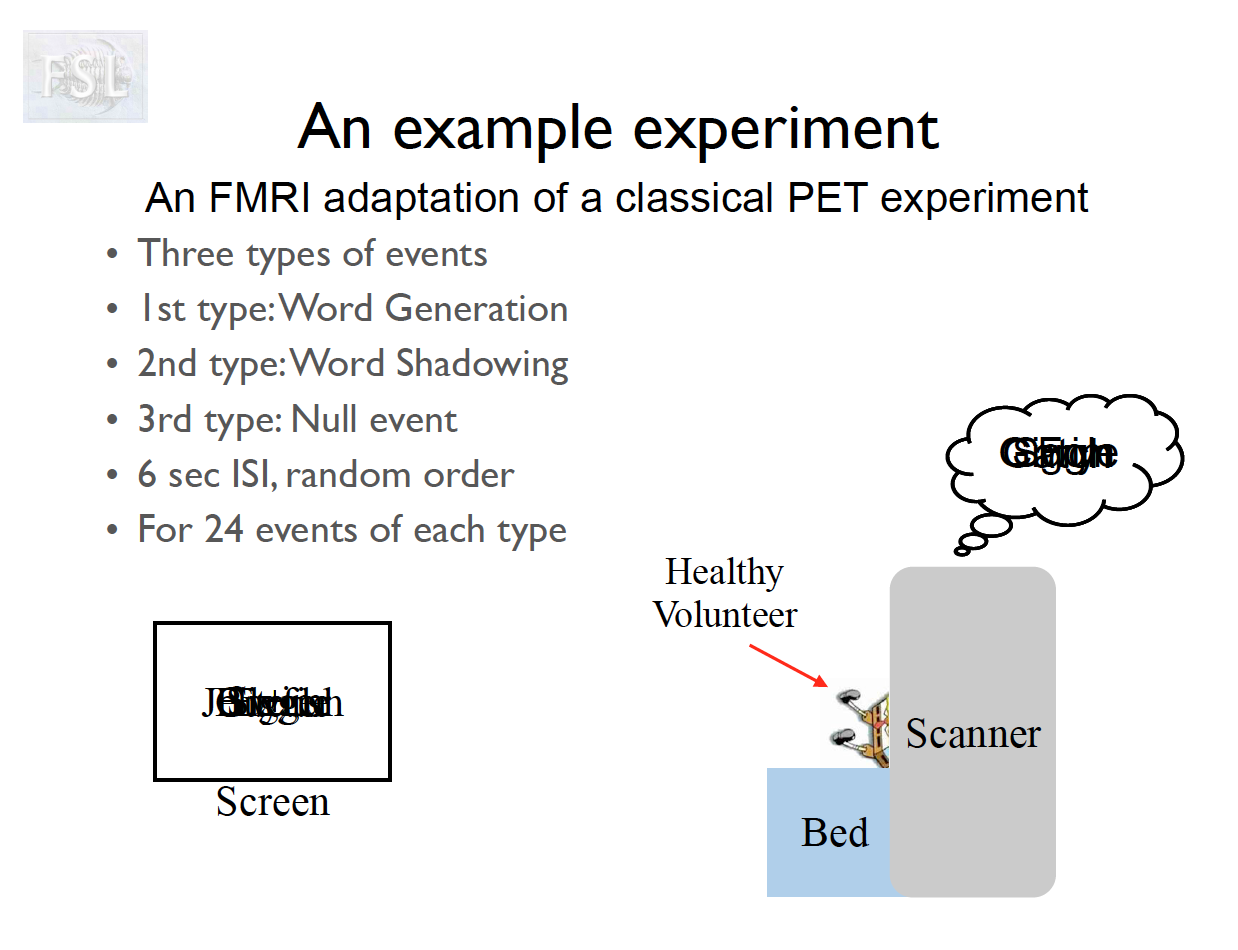 FSL
An example experiment
An FMRI adaptation of a classical PET experiment
• Three types of events
• 1st type: Word Generation
• 2nd type: Word Shadowing
• 3rd type: Null event
• 6 sec ISI, random order
• For 24 events of each type
Healthy
Volunteer
Scanner
Bed
Screen